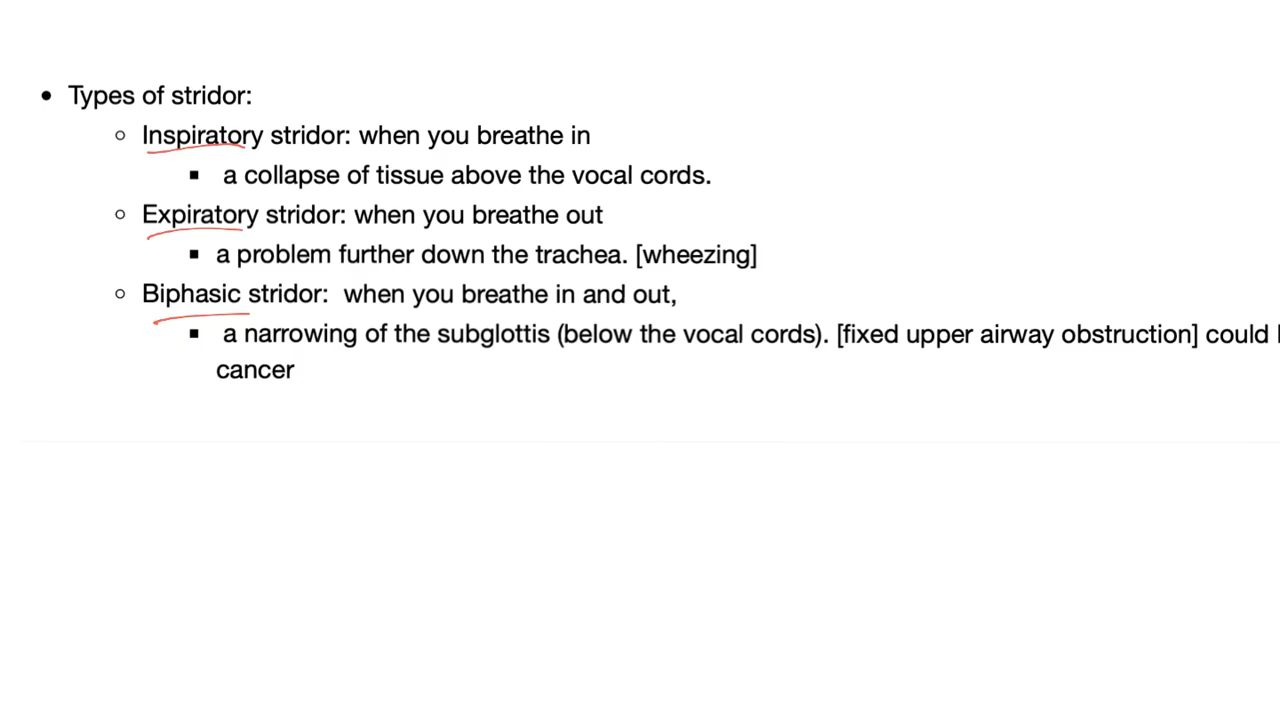 • Types of stridor:
○ Inspiratory stridor: when you breathe in
▪ a collapse of tissue above the vocal cords.
○ Expiratory stridor: when you breathe out
▪ a problem further down the trachea. [wheezing]
○ Biphasic stridor: when you breathe in and out,
▪ a narrowing of the subglottis (below the vocal cords). [fixed upper airway obstruction] could
cancer